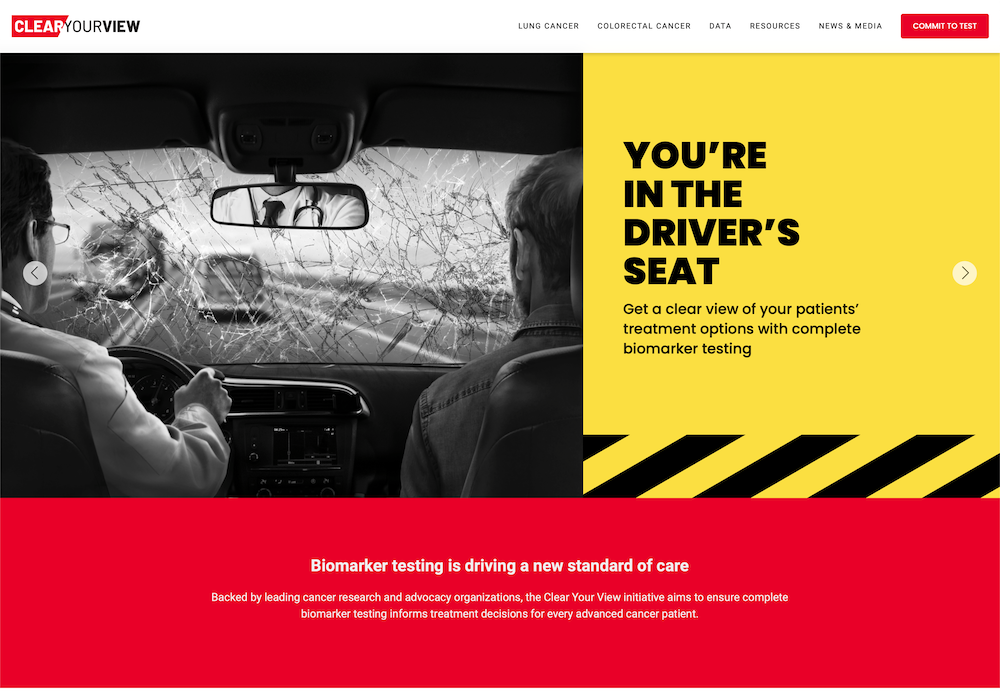 CLEARYOURVIEW
LUNG CANCER
COLORECTAL CANCER
DATA
RESOURCES
NEWS & MEDIA
COMMIT TO TEST
YOU’RE
IN THE
DRIVER’S
SEAT
Get a clear view of your patients’
treatment options with complete
biomarker testing
Biomarker testing is driving a new standard of care
Backed by leading cancer research and advocacy organizations, the Clear Your View initiative aims to ensure complete
biomarker testing informs treatment decisions for every advanced cancer patient.